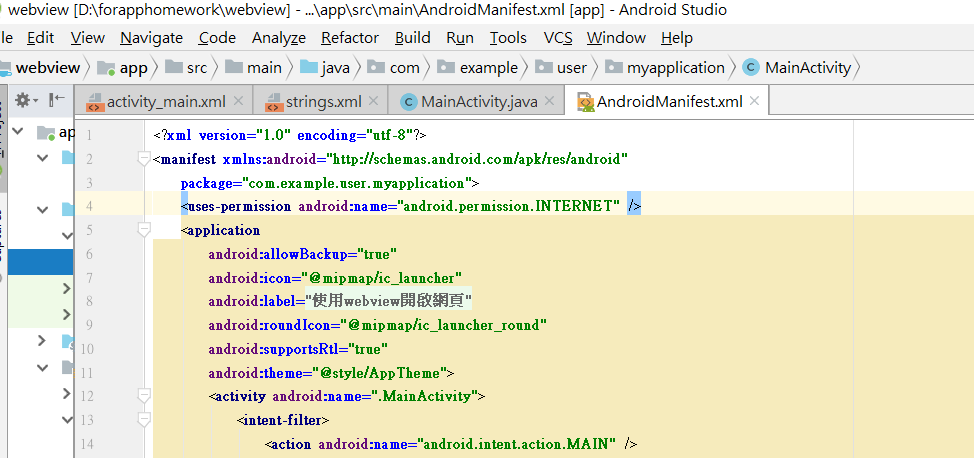 webview [D:\forapphomework\webview] - ...\app\src\main\AndroidManifest.xml [app] - Android Studio
le Edit View Navigate Code Analyze Refactor Build Run Tools VCS Window Help
webview app src main java com example user myapplication MainActivity
activity_main.xml strings.xml MainActivity.java AndroidManifest.xml
ap
1 <?xml version="1.0" encoding="utf-8"?>
2 <manifest xmlns:android="http://schemas.android.com/apk/res/android"
3 package="com.example.user.myapplication">
4 <uses-permission android:name="android.permission.INTERNET" />
5 <application
6 android:allowBackup="true"
7 android:icon="@mipmap/ic_launcher"
8 android:label="使用webview開啟網頁"
9 android:roundIcon="@mipmap/ic_launcher_round"
10 android:supportsRtl="true"
11 android:theme="@style/AppTheme">
12 <activity android:name=".MainActivity">
13 <intent-filter>
14 <action android:name="android.intent.action.MAIN" />